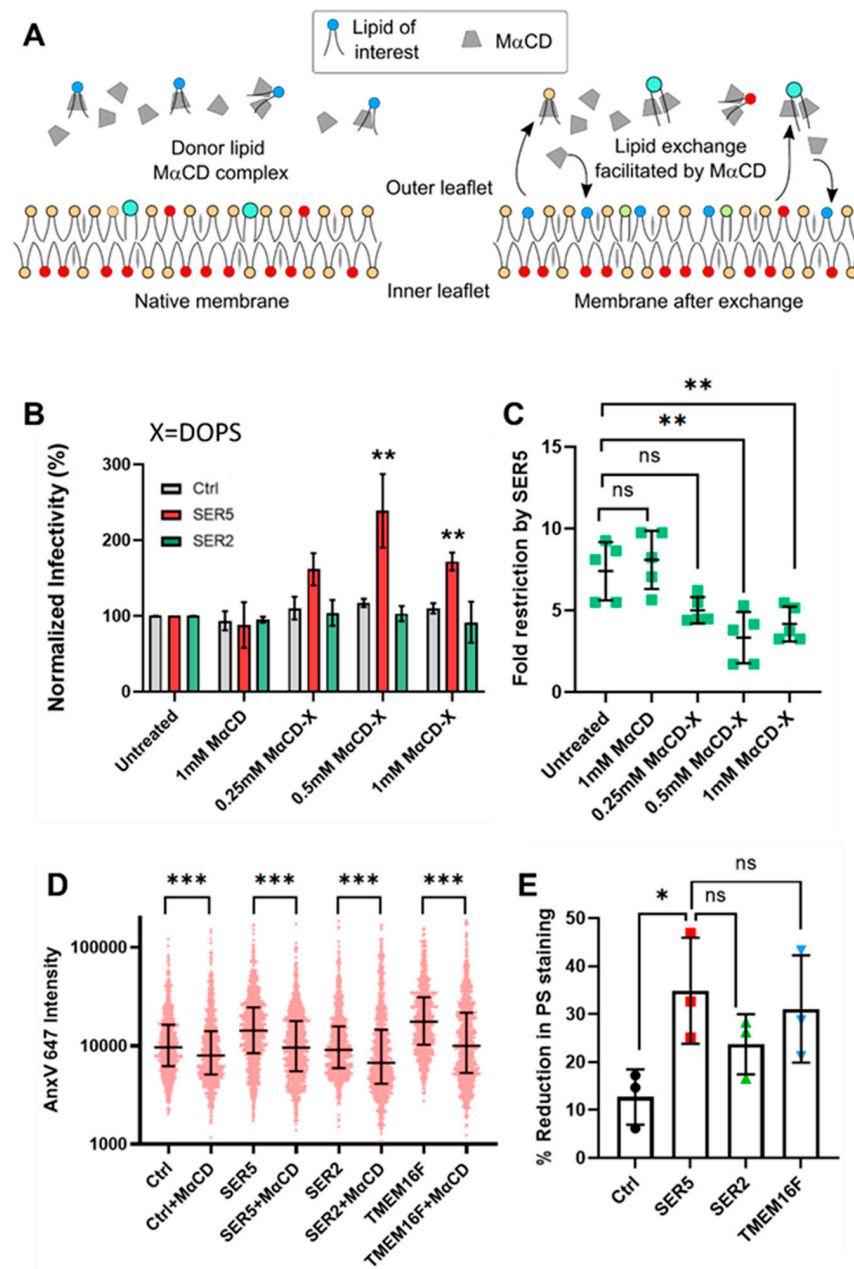 A
Lipid of
interest
MαCD
Donor lipid
MαCD complex
Lipid exchange
facilitated by MαCD
Outer leaflet
Inner leaflet
Native membrane
Membrane after exchange
B
X=DOPS
Normalized Infectivity (%)
300
200
100
0
Ctrl
SER5
SER2
**
**
Untreated
1mM MαCD
0.25mM MαCD-X
0.5mM MαCD-X
1mM MαCD-X
C
Fold restriction by SER5
15
10
5
0
**
**
ns
ns
Untreated
1mM MαCD
0.25mM MαCD-X
0.5mM MαCD-X
1mM MαCD-X
D
AnxV 647 Intensity
100000
10000
1000
***
***
***
***
Ctrl
Ctrl+MαCD
SER5
SER5+MαCD
SER2
SER2+MαCD
TMEM16F
TMEM16F+MαCD
E
% Reduction in PS staining
50
40
30
20
10
0
ns
*
ns
Ctrl
SER5
SER2
TMEM16F